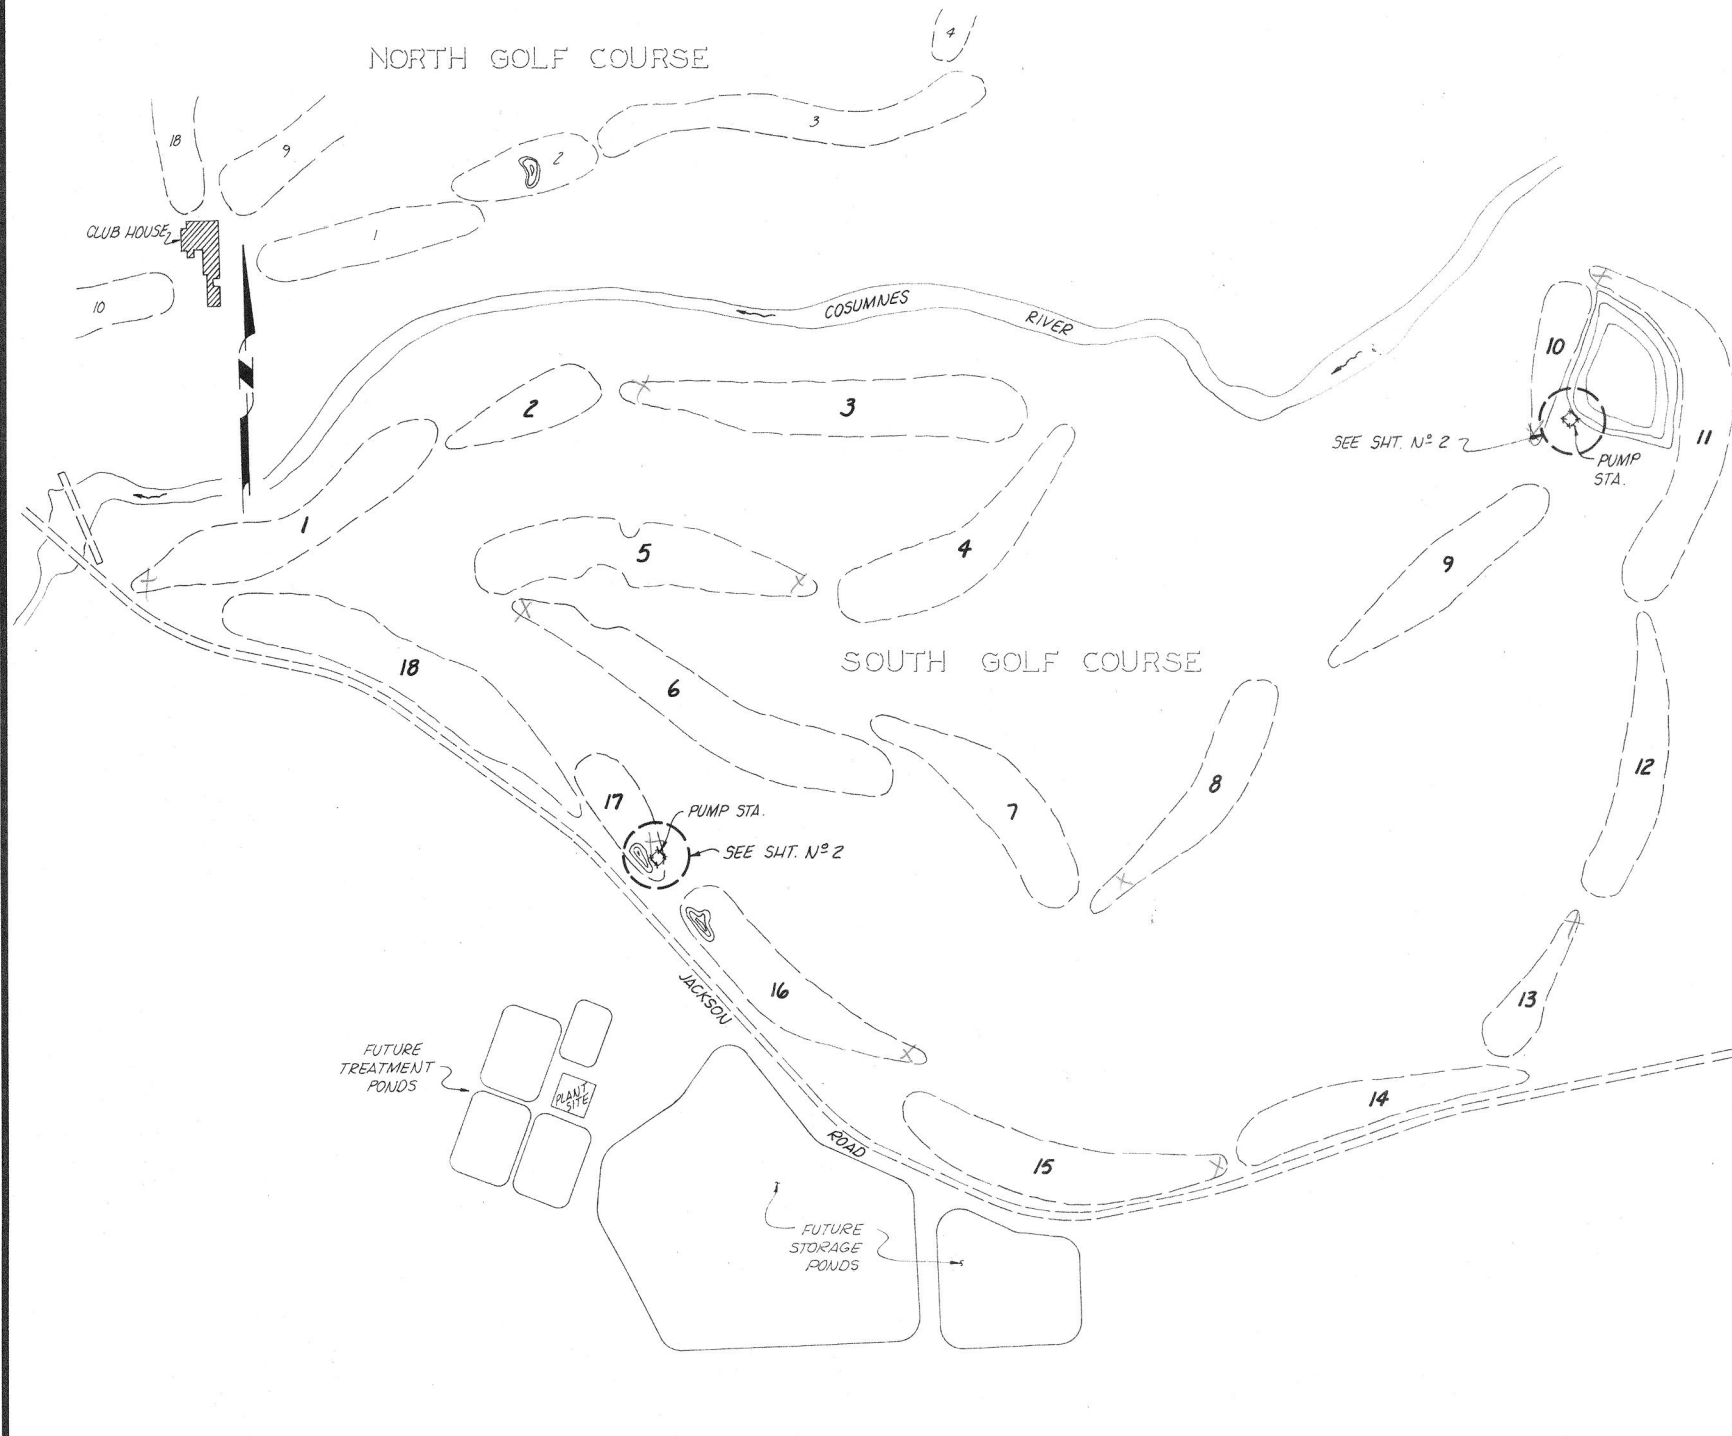 NORTH GOLF COURSE
4
3
2
18
9
1
CLUB HOUSE
10
COSUMNES
RIVER
N
2
3
10
11
SEE SHT. Nº 2
PUMP
STA.
1
5
4
9
SOUTH GOLF COURSE
18
6
12
8
7
17
PUMP STA.
SEE SHT. Nº 2
16
13
JACKSON
ROAD
FUTURE
TREATMENT
PONDS
PLANT
SITE
14
15
FUTURE
STORAGE
PONDS